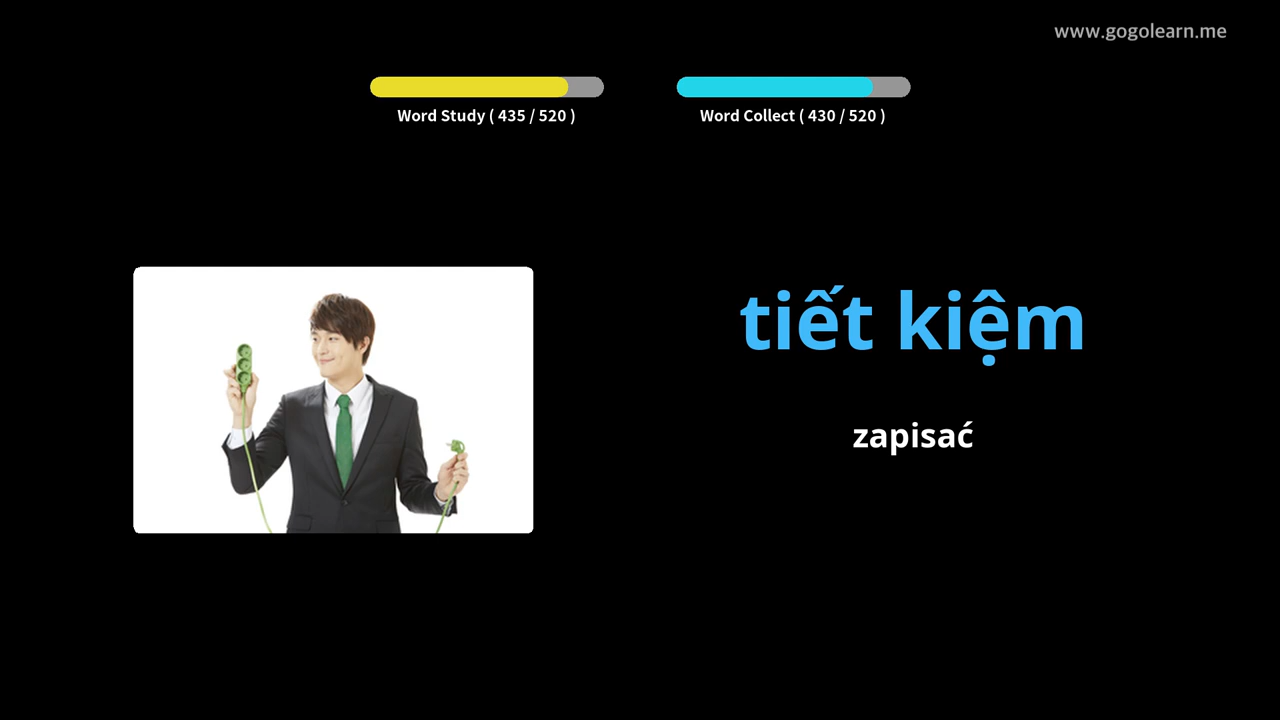 www.gogolearn.me
Word Study ( 435 / 520 )
Word Collect ( 430 / 520 )
tiết kiệm
zapisać